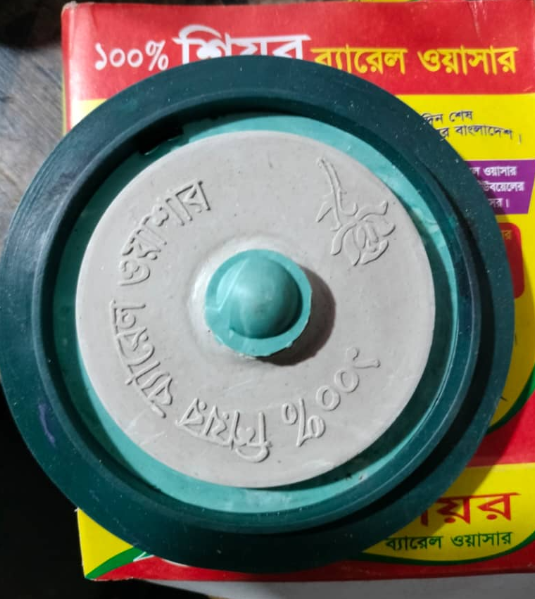 ১০০% শিয়র ব্যারেল ওয়াসার
দিন শেষ
বাংলাদেশ।
ওয়াসার
১০০% শিয়র ব্যারেল ওয়াশার
শিয়র
ব্যারেল ওয়াসার